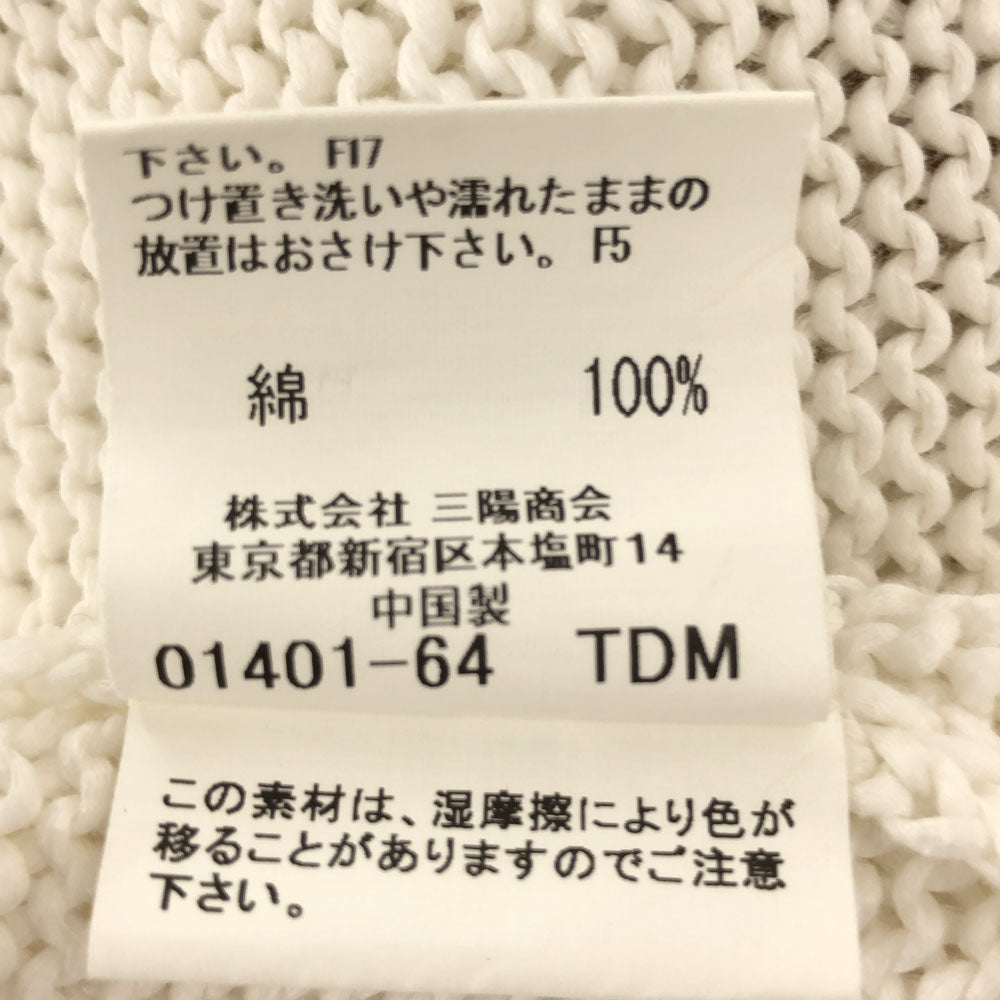 下さい。 F17
つけ置き洗いや濡れたままの
放置はおさけ下さい。 F5
綿 100%
株式会社 三陽商会
東京都新宿区本塩町14
中国製
01401-64 TDM
この素材は、湿摩擦により色が
移ることがありますのでご注意
下さい。